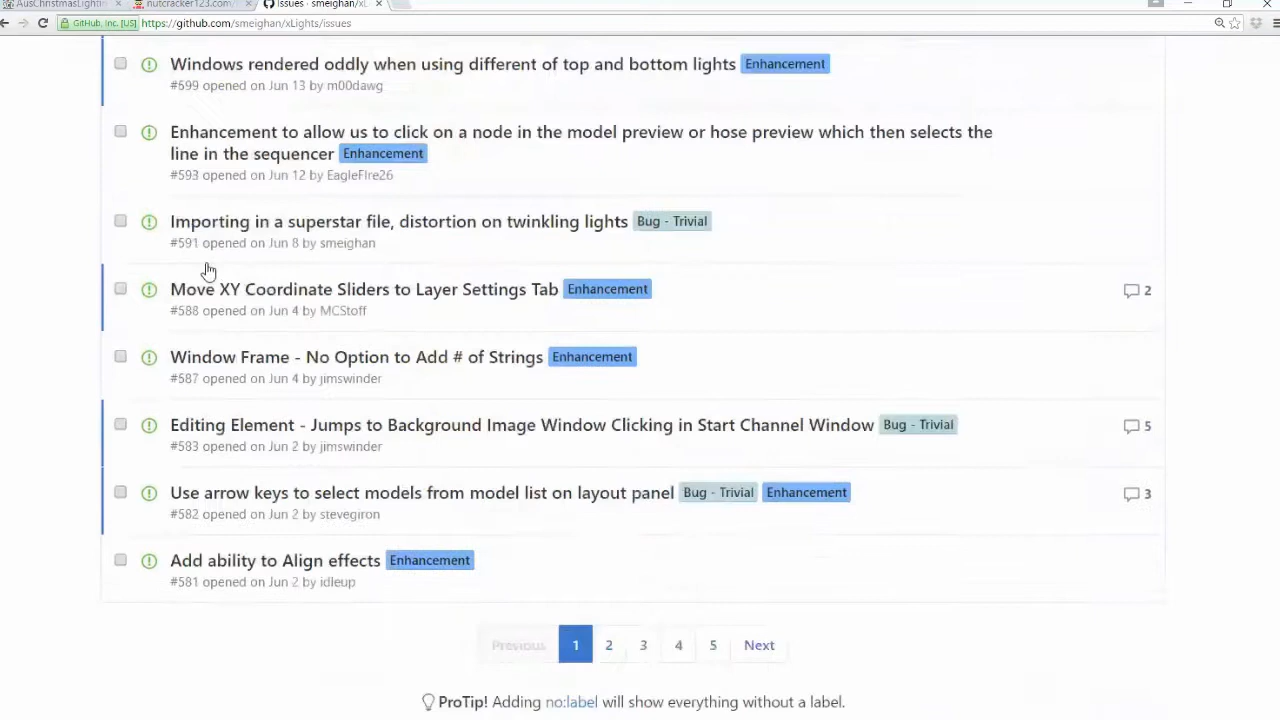 AusChristmasLighti
nutcracker123.com/
Issues · smeighan/xL
GitHub, Inc. [US] https://github.com/smeighan/xLights/issues
Windows rendered oddly when using different of top and bottom lights Enhancement
#599 opened on Jun 13 by m00dawg
Enhancement to allow us to click on a node in the model preview or hose preview which then selects the
line in the sequencer Enhancement
#593 opened on Jun 12 by EagleFIre26
Importing in a superstar file, distortion on twinkling lights Bug - Trivial
#591 opened on Jun 8 by smeighan
Move XY Coordinate Sliders to Layer Settings Tab Enhancement 2
#588 opened on Jun 4 by MCStoff
Window Frame - No Option to Add # of Strings Enhancement
#587 opened on Jun 4 by jimswinder
Editing Element - Jumps to Background Image Window Clicking in Start Channel Window Bug - Trivial 5
#583 opened on Jun 2 by jimswinder
Use arrow keys to select models from model list on layout panel Bug - Trivial Enhancement 3
#582 opened on Jun 2 by stevegiron
Add ability to Align effects Enhancement
#581 opened on Jun 2 by idleup
Previous 1 2 3 4 5 Next
ProTip! Adding no:label will show everything without a label.